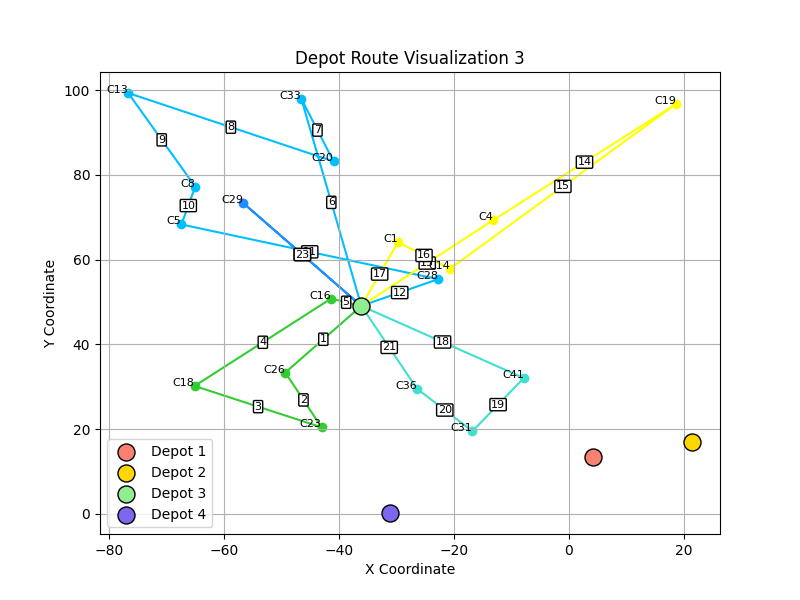 Depot Route Visualization 3
Y Coordinate
100
80
60
40
20
0
C13
C33
C19
8
7
9
C20
14
C8
15
10
C29
6
C5
C4
C1
1
23
16
13
C14
17
C28
C16
5
12
4
1
21
18
C26
C18
C41
C36
2
3
20
19
C23
C31
Depot 1
Depot 2
Depot 3
Depot 4
−80
−60
−40
−20
0
20
X Coordinate